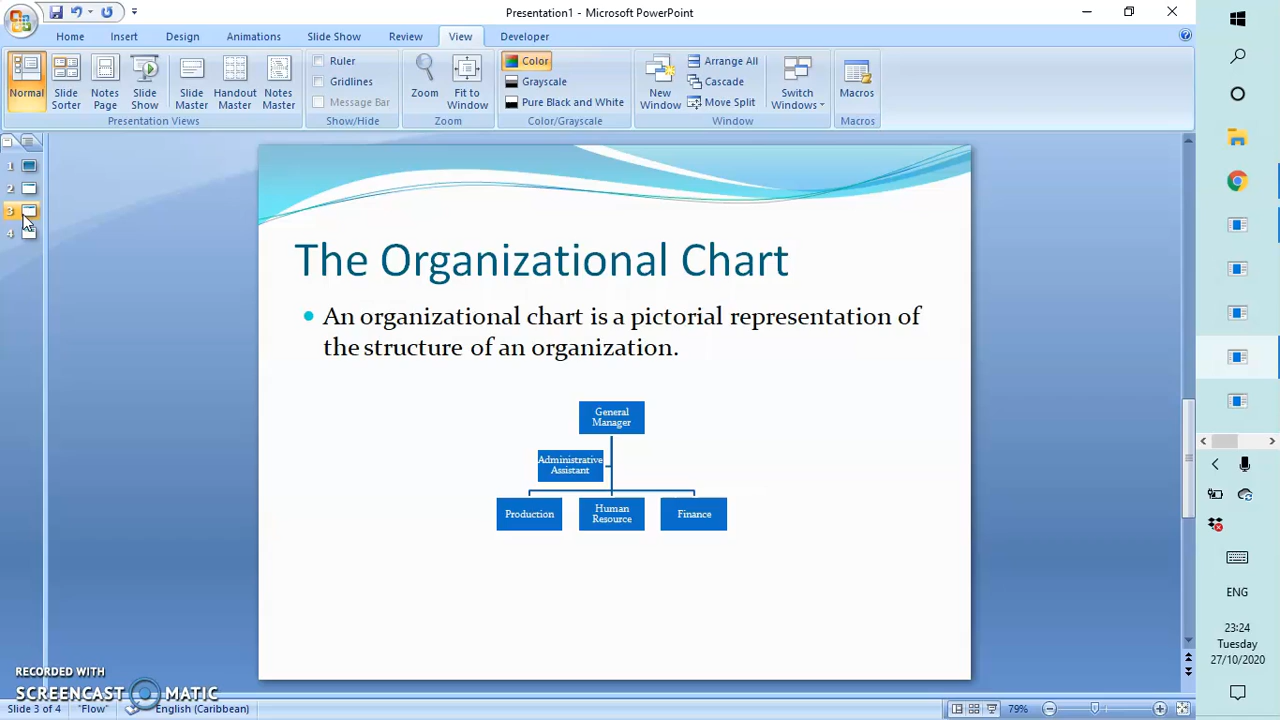 Presentation1 - Microsoft PowerPoint
Home Insert Design Animations Slide Show Review View Developer
Normal
Slide Sorter
Notes Page
Slide Show
Slide Master
Handout Master
Notes Master
Presentation Views
Ruler
Gridlines
Message Bar
Show/Hide
Zoom
Fit to Window
Zoom
Color
Grayscale
Pure Black and White
Color/Grayscale
New Window
Arrange All
Cascade
Move Split
Switch Windows
Window
Macros
Macros
1
2
3
4
The Organizational Chart
An organizational chart is a pictorial representation of
the structure of an organization.
General
Manager
Administrative
Assistant
Production
Human
Resource
Finance
ENG
23:24
Tuesday
27/10/2020
RECORDED WITH
SCREENCAST MATIC
Slide 3 of 4 "Flow" English (Caribbean) 79%